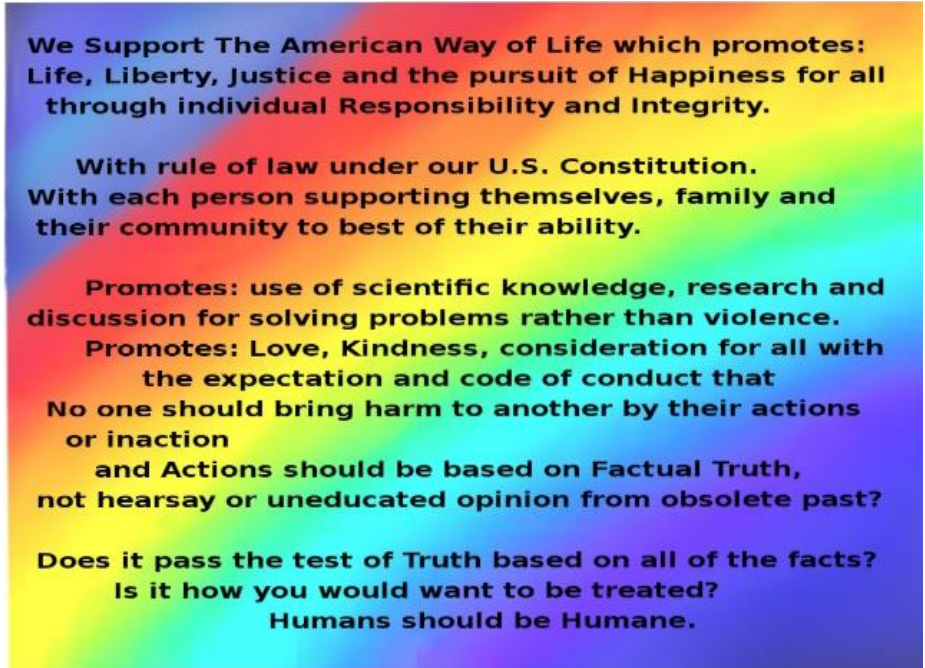 We Support The American Way of Life which promotes:
Life, Liberty, Justice and the pursuit of Happiness for all
through individual Responsibility and Integrity.
With rule of law under our U.S. Constitution.
With each person supporting themselves, family and
their community to best of their ability.
Promotes: use of scientific knowledge, research and
discussion for solving problems rather than violence.
Promotes: Love, Kindness, consideration for all with
the expectation and code of conduct that
No one should bring harm to another by their actions
or inaction
and Actions should be based on Factual Truth,
not hearsay or uneducated opinion from obsolete past?
Does it pass the test of Truth based on all of the facts?
Is it how you would want to be treated?
Humans should be Humane.